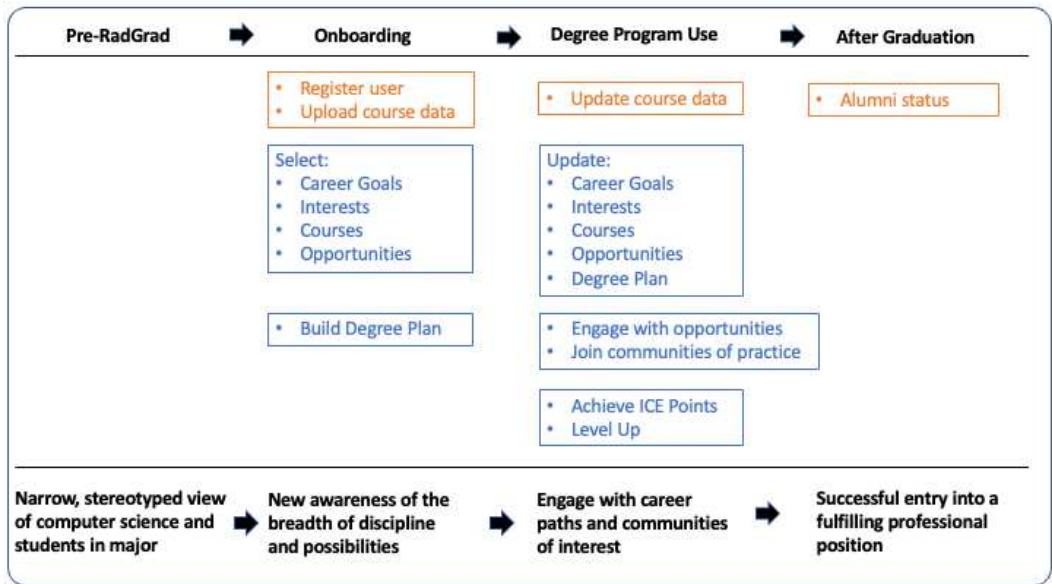 Pre-RadGrad
Onboarding
Degree Program Use
After Graduation
• Register user
• Upload course data
• Update course data
• Alumni status
Select:
• Career Goals
• Interests
• Courses
• Opportunities
Update:
• Career Goals
• Interests
• Courses
• Opportunities
• Degree Plan
• Build Degree Plan
• Engage with opportunities
• Join communities of practice
• Achieve ICE Points
• Level Up
Narrow, stereotyped view
of computer science and
students in major
New awareness of the
breadth of discipline
and possibilities
Engage with career
paths and communities
of interest
Successful entry into a
fulfilling professional
position